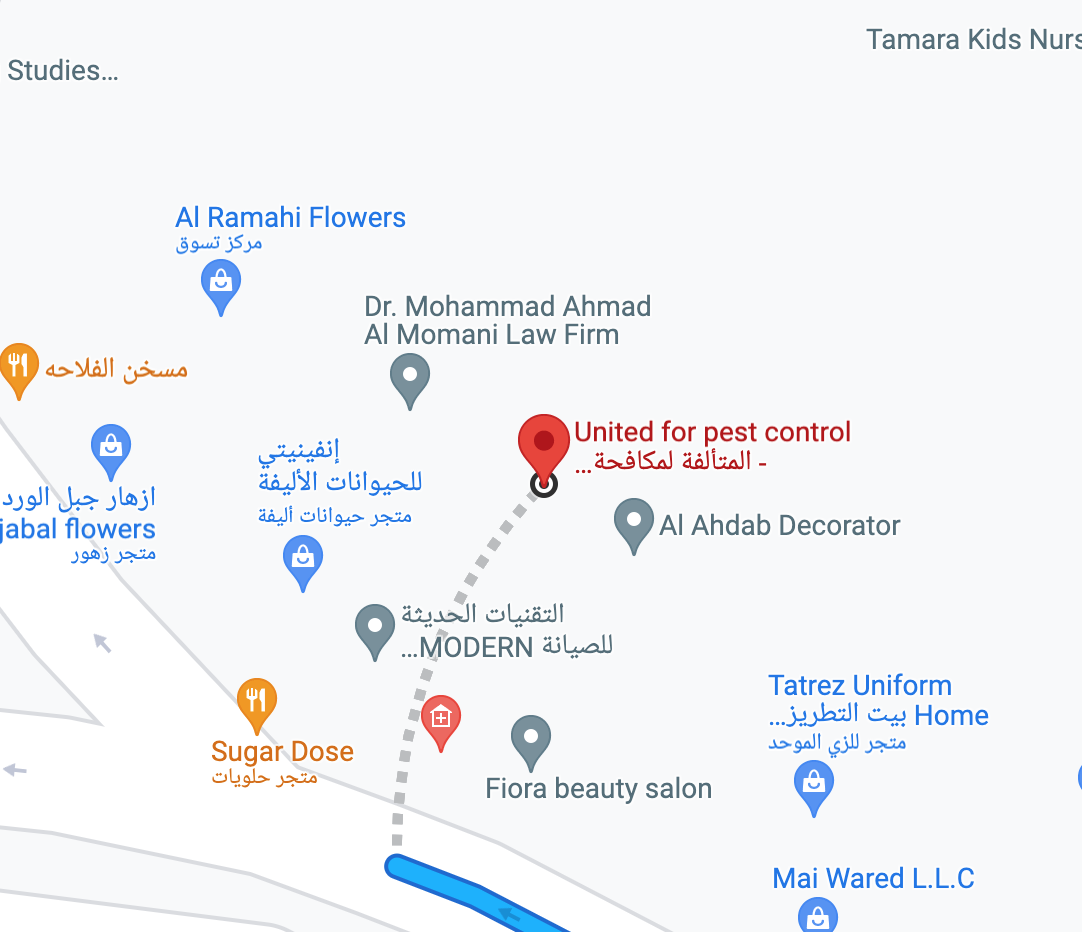 Tamara Kids Nurs
Studies...
Al Ramahi Flowers
مركز تسوق
Dr. Mohammad Ahmad
Al Momani Law Firm
مسخن الفلاحه
United for pest control
- المتألفة لمكافحة...
إنفينيتي
للحيوانات الأليفة
متجر حيوانات أليفة
ازهار جبل الورد
jabal flowers
متجر زهور
Al Ahdab Decorator
التقنيات الحديثة
للصيانة MODERN...
Tatrez Uniform
Home بيت التطريز...
متجر للزي الموحد
Sugar Dose
متجر حلويات
Fiora beauty salon
Mai Wared L.L.C